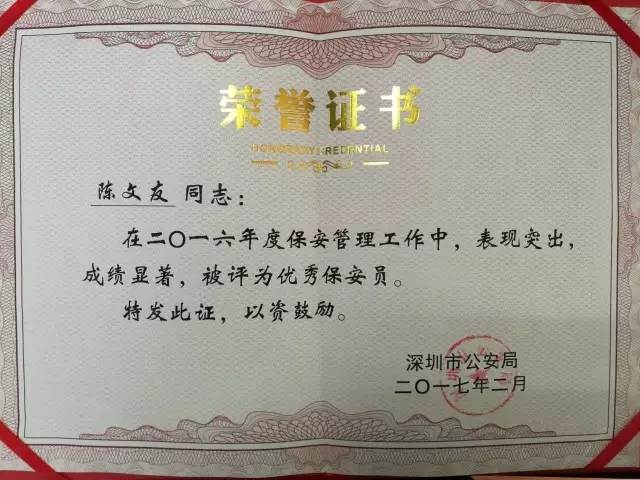 荣誉证书
HONORARY CREDENTIAL
陈文友 同志：
在二〇一六年度保安管理工作中，表现突出，
成绩显著，被评为优秀保安员。
特发此证，以资鼓励。
深圳市公安局
二〇一七年二月